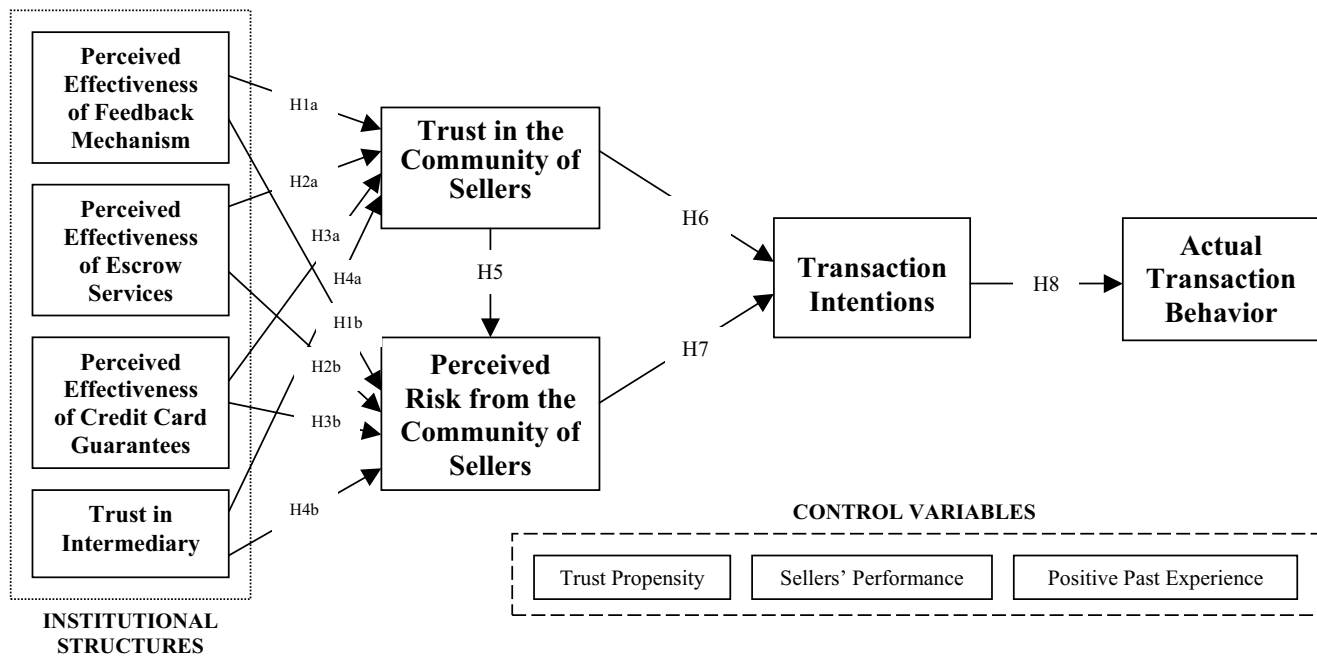 Perceived
Effectiveness
of Feedback
Mechanism
Perceived
Effectiveness
of Escrow
Services
Perceived
Effectiveness
of Credit Card
Guarantees
Trust in
Intermediary
INSTITUTIONAL
STRUCTURES
H1a
H2a
H3a
H4a
H1b
H2b
H3b
H4b
Trust in the
Community of
Sellers
H5
Perceived
Risk from the
Community of
Sellers
H6
H7
Transaction
Intentions
H8
Actual
Transaction
Behavior
CONTROL VARIABLES
Trust Propensity
Sellers’ Performance
Positive Past Experience